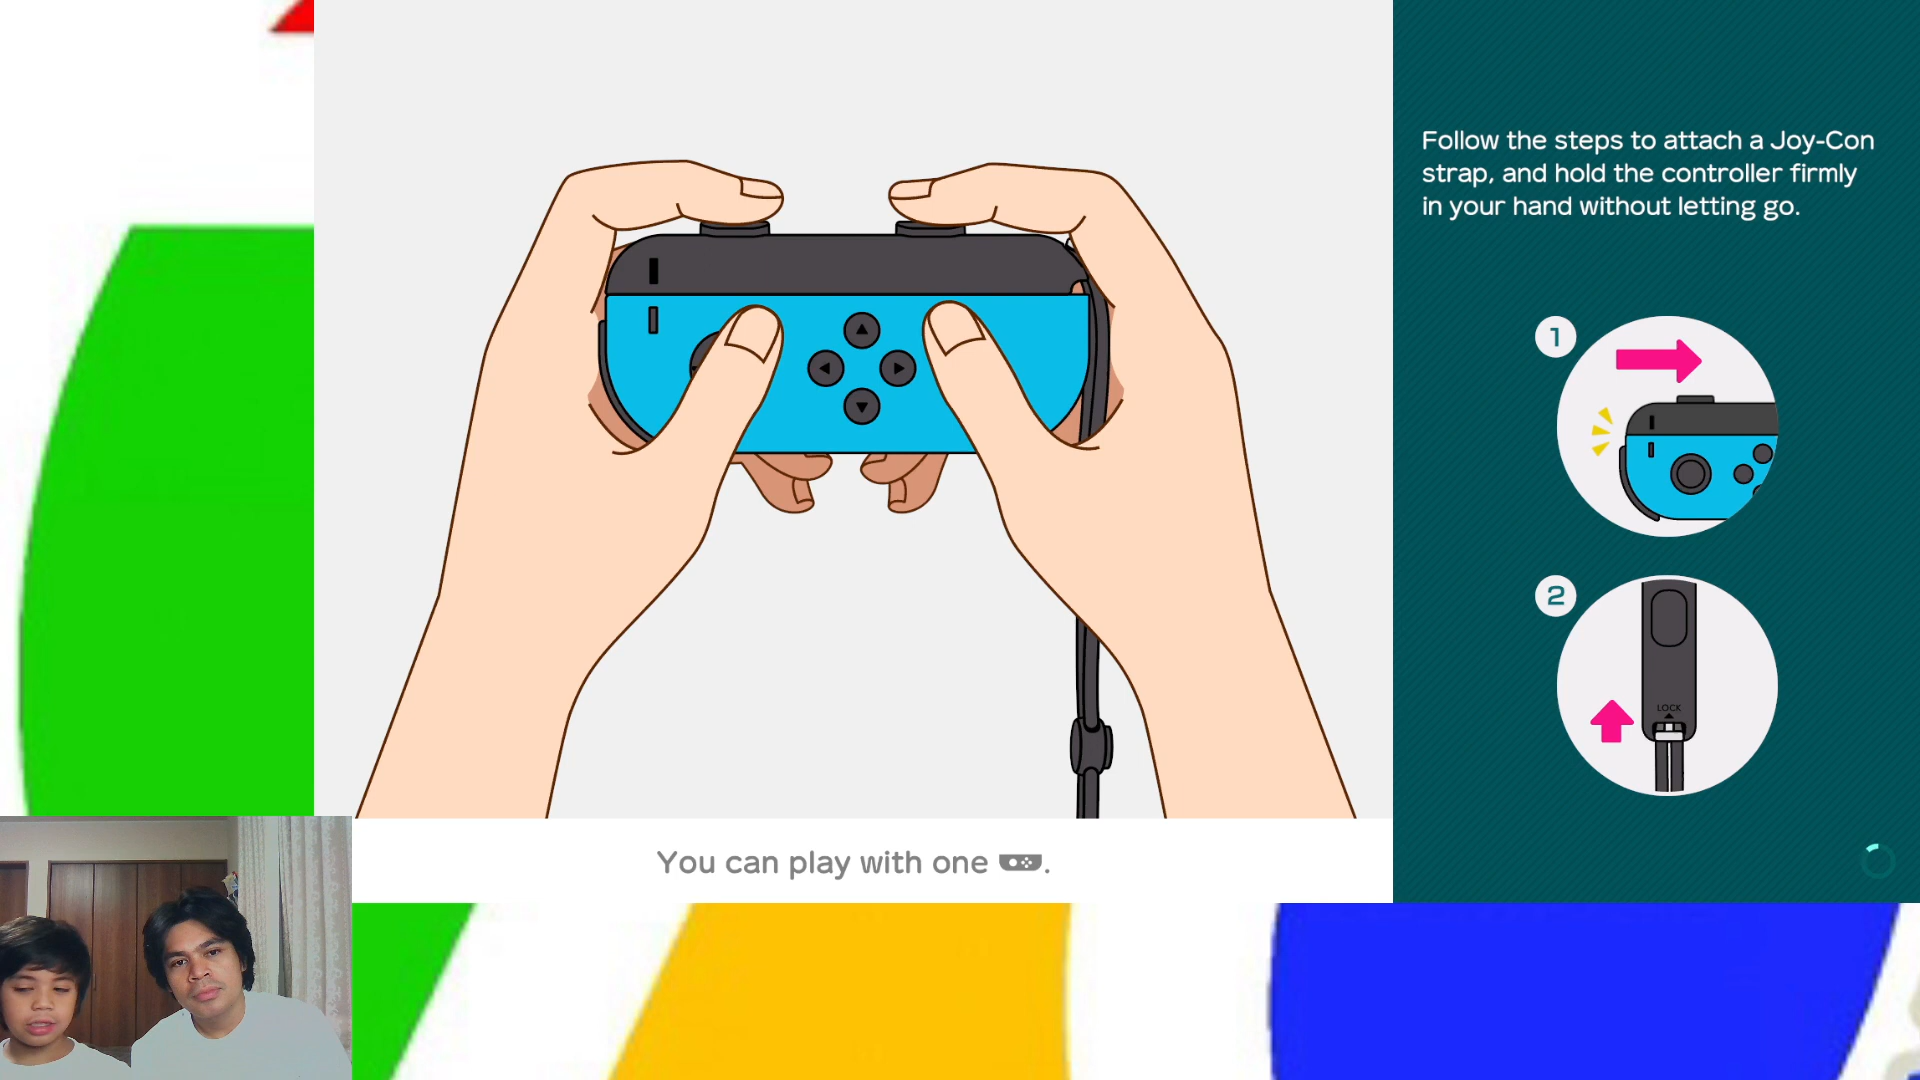 Follow the steps to attach a Joy-Con
strap, and hold the controller firmly
in your hand without letting go.
1
2
LOCK
You can play with one .